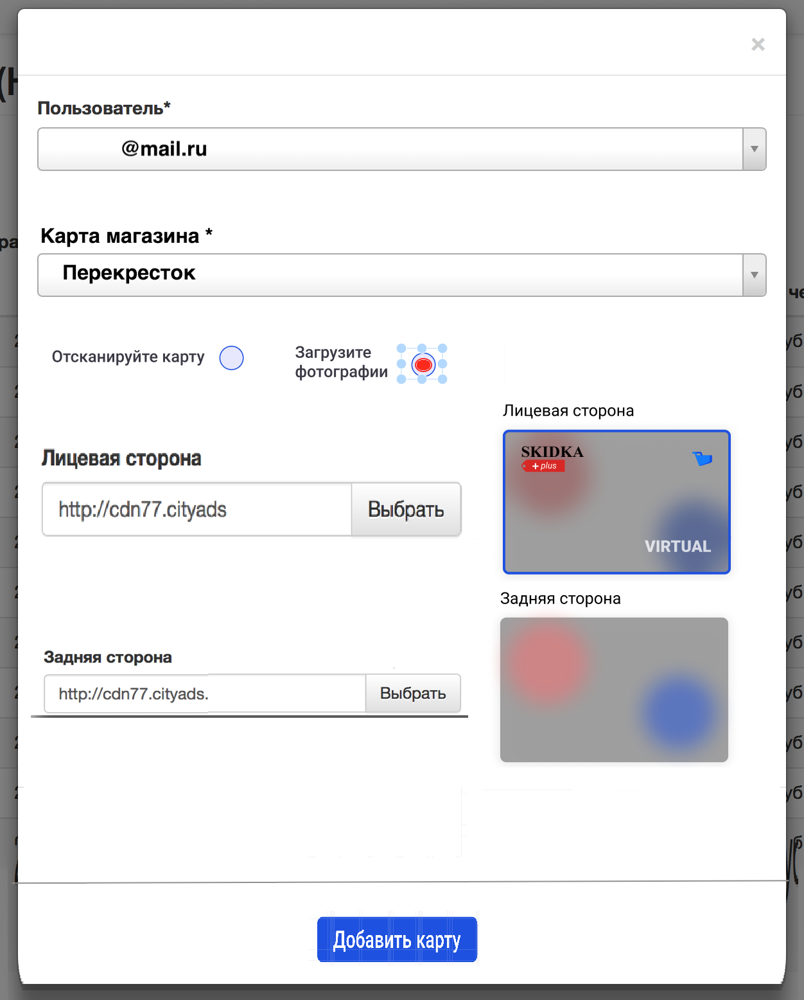 ×
Пользователь*
@mail.ru
Карта магазина *
Перекресток
Отсканируйте карту
Загрузите
фотографии
Лицевая сторона
SKIDKA
+ plus
VIRTUAL
Лицевая сторона
http://cdn77.cityads
Выбрать
Задняя сторона
Задняя сторона
http://cdn77.cityads.
Выбрать
Добавить карту